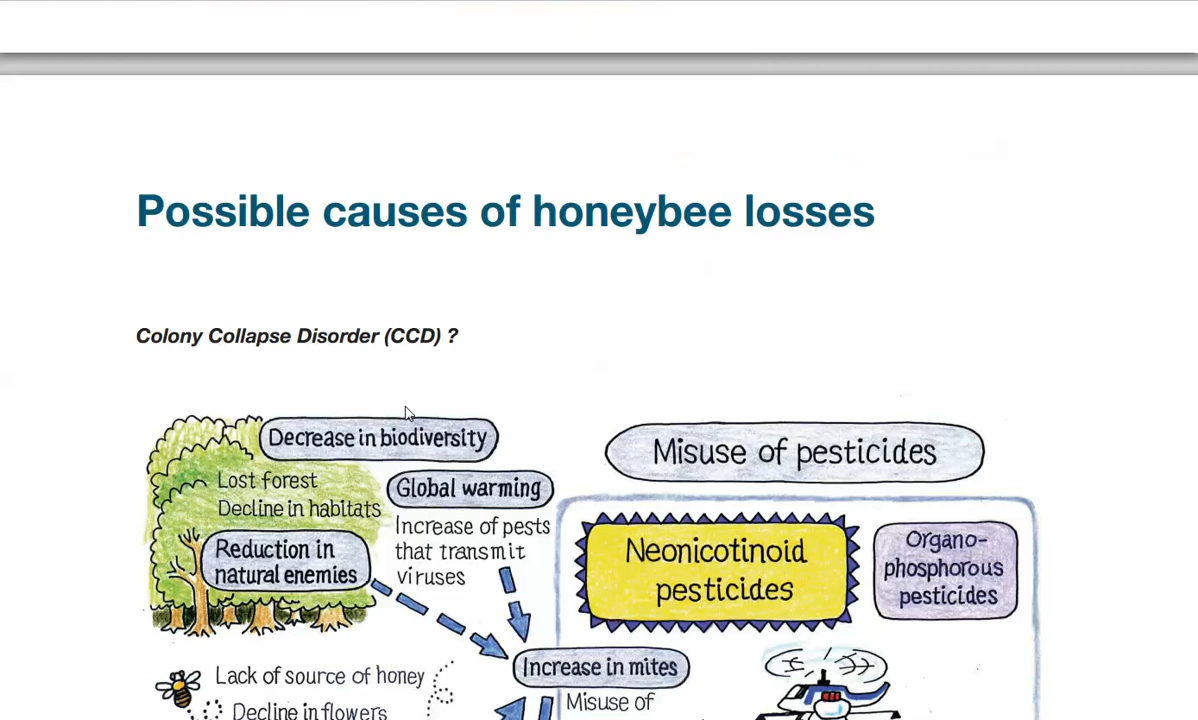 Possible causes of honeybee losses
Colony Collapse Disorder (CCD) ?
Decrease in biodiversity
Lost forest
Decline in habitats
Global warming
Increase of pests
that transmit
viruses
Reduction in
natural enemies
Misuse of pesticides
Neonicotinoid
pesticides
Organo-
phosphorous
pesticides
Increase in mites
Misuse of
Lack of source of honey
Decline in flowers